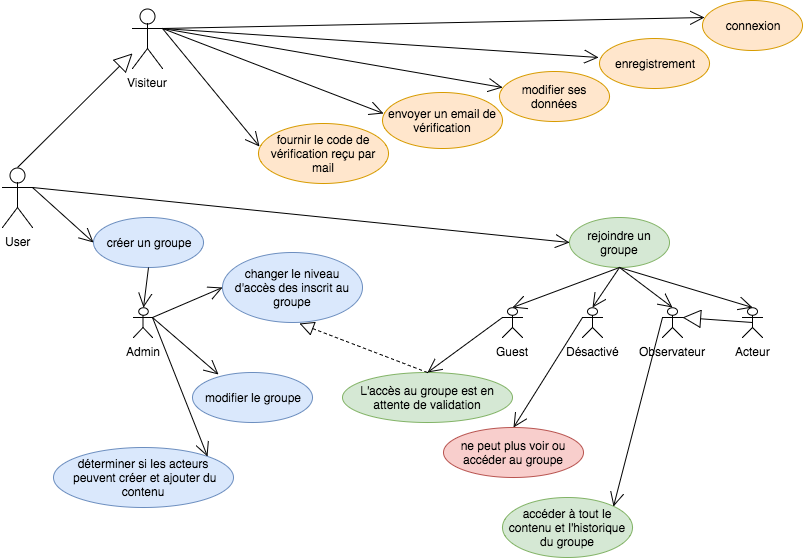 connexion
Visiteur
enregistrement
modifier ses
données
envoyer un email de
vérification
fournir le code de
vérification reçu par
mail
User
créer un groupe
rejoindre un
groupe
changer le niveau
d'accès des inscrit au
groupe
Admin
Guest
Désactivé
Observateur
Acteur
modifier le groupe
L'accès au groupe est en
attente de validation
ne peut plus voir ou
accéder au groupe
déterminer si les acteurs
peuvent créer et ajouter du
contenu
accéder à tout le
contenu et l'historique
du groupe